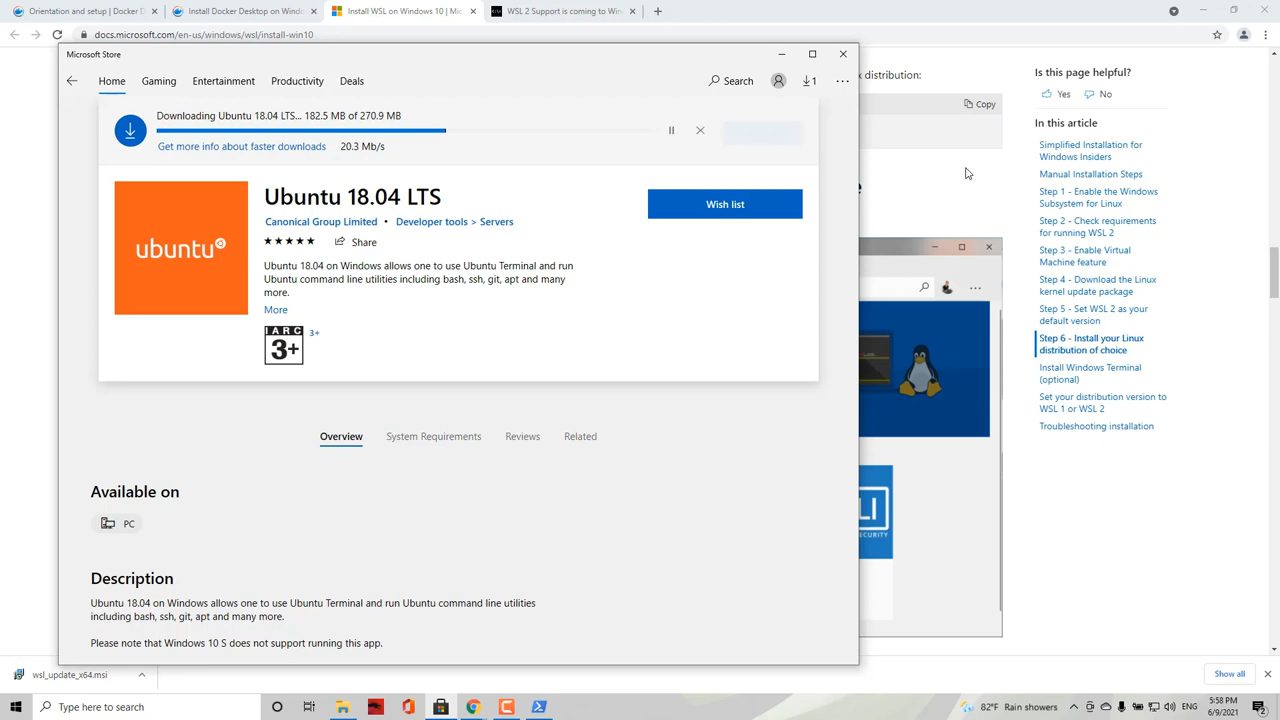 Orientation and setup | Docker D
Install Docker Desktop on Windo
Install WSL on Windows 10 | Mic
WSL 2 Support is coming to Win
docs.microsoft.com/en-us/windows/wsl/install-win10
Microsoft Store
Home
Gaming
Entertainment
Productivity
Deals
Search
1
Downloading Ubuntu 18.04 LTS... 182.5 MB of 270.9 MB
Get more info about faster downloads
20.3 Mb/s
ubuntu
Ubuntu 18.04 LTS
Canonical Group Limited • Developer tools > Servers
Share
Wish list
Ubuntu 18.04 on Windows allows one to use Ubuntu Terminal and run
Ubuntu command line utilities including bash, ssh, git, apt and many
more.
More
IARC
3+
3+
Overview
System Requirements
Reviews
Related
Available on
PC
Description
Ubuntu 18.04 on Windows allows one to use Ubuntu Terminal and run Ubuntu command line utilities
including bash, ssh, git, apt and many more.
Please note that Windows 10 S does not support running this app.
distribution:
Copy
e
LI
ECURITY
Is this page helpful?
Yes
No
In this article
Simplified Installation for
Windows Insiders
Manual Installation Steps
Step 1 - Enable the Windows
Subsystem for Linux
Step 2 - Check requirements
for running WSL 2
Step 3 - Enable Virtual
Machine feature
Step 4 - Download the Linux
kernel update package
Step 5 - Set WSL 2 as your
default version
Step 6 - Install your Linux
distribution of choice
Install Windows Terminal
(optional)
Set your distribution version to
WSL 1 or WSL 2
Troubleshooting installation
wsl_update_x64.msi
Show all
Type here to search
82°F Rain showers
ENG
5:58 PM
6/9/2021
2